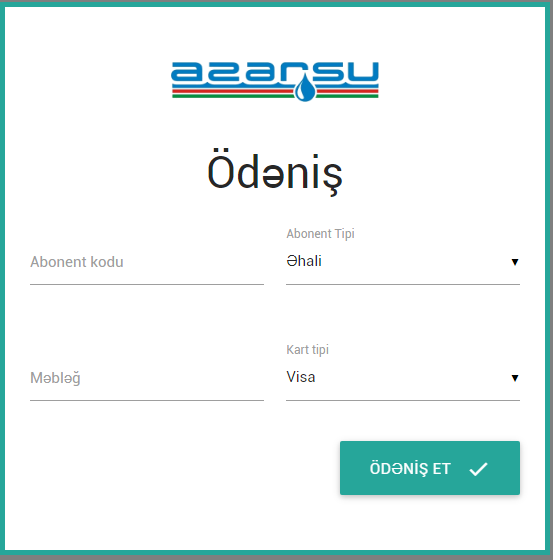 azərsu
Ödəniş
Abonent Tipi
Abonent kodu
Əhali
Kart tipi
Məbləğ
Visa
ÖDƏNİŞ ET